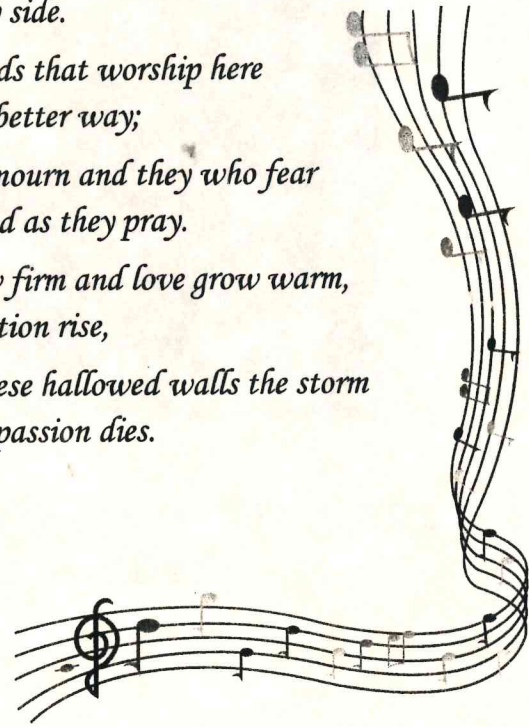 side.
ds that worship here
better way;
mourn and they who fear
d as they pray.
firm and love grow warm,
tion rise,
ese hallowed walls the storm
passion dies.